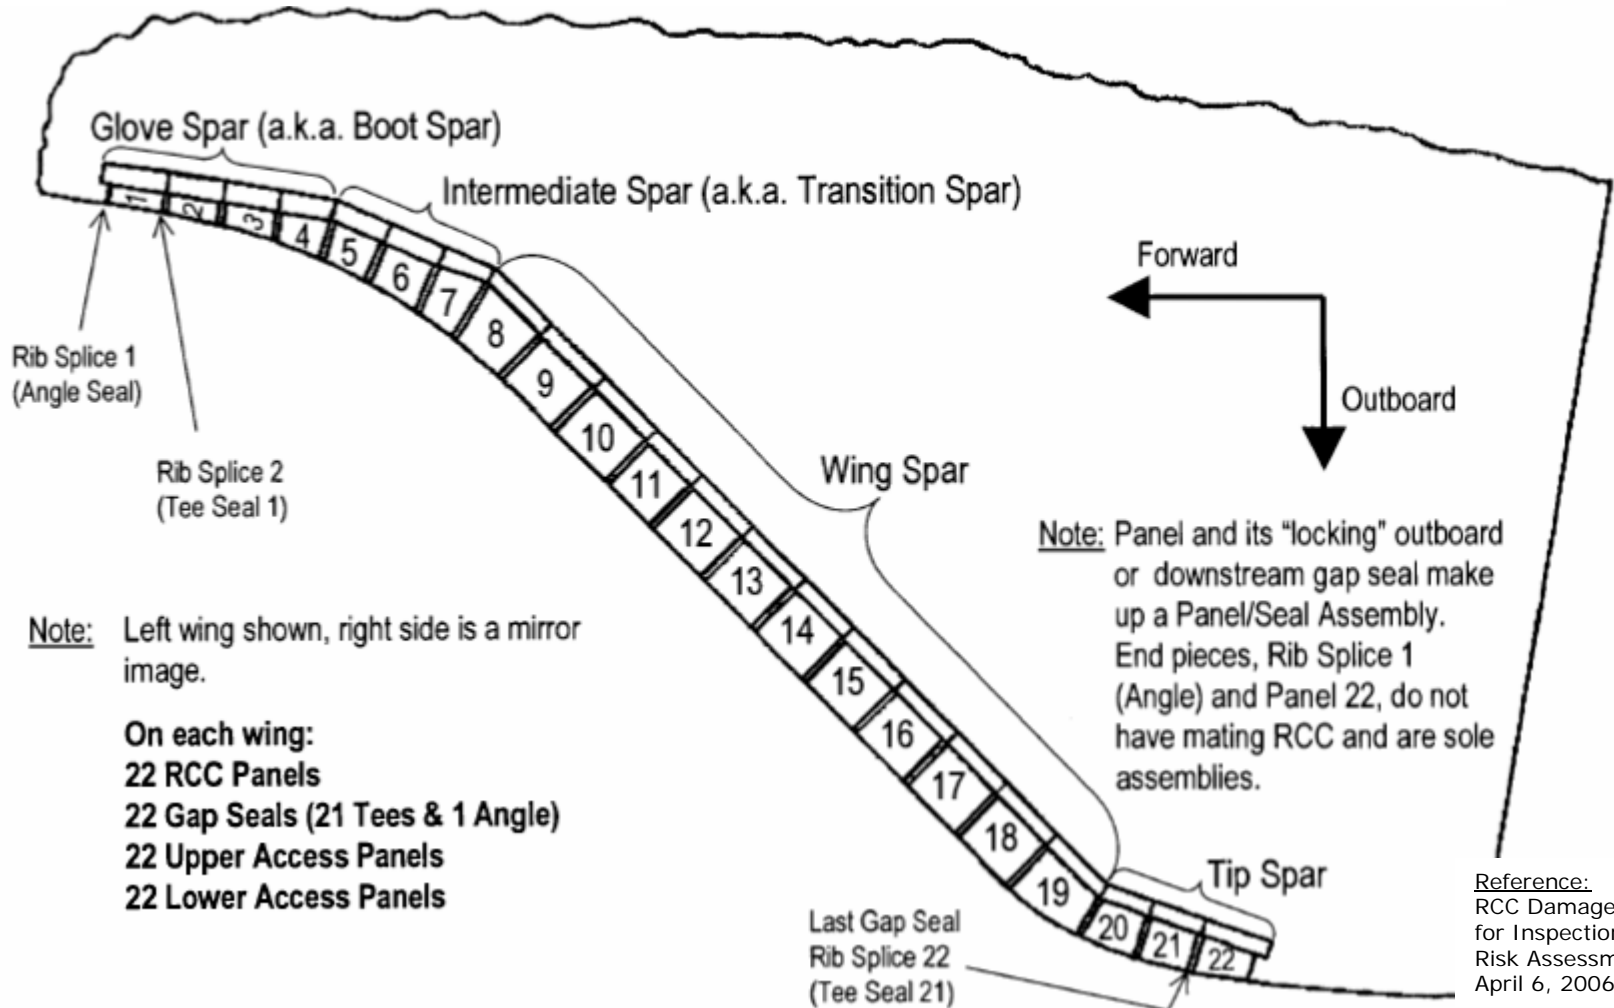 Glove Spar (a.k.a. Boot Spar)
Intermediate Spar (a.k.a. Transition Spar)
1
2
3
4
5
6
7
8
9
10
11
12
13
14
15
16
17
18
19
20
21
22
Forward
Outboard
Rib Splice 1
(Angle Seal)
Rib Splice 2
(Tee Seal 1)
Wing Spar
Note: Panel and its “locking” outboard
or downstream gap seal make
up a Panel/Seal Assembly.
End pieces, Rib Splice 1
(Angle) and Panel 22, do not
have mating RCC and are sole
assemblies.
Note: Left wing shown, right side is a mirror
image.
On each wing:
22 RCC Panels
22 Gap Seals (21 Tees & 1 Angle)
22 Upper Access Panels
22 Lower Access Panels
Tip Spar
Last Gap Seal
Rib Splice 22
(Tee Seal 21)
Reference:
RCC Damage
for Inspection
Risk
April 6, 2006